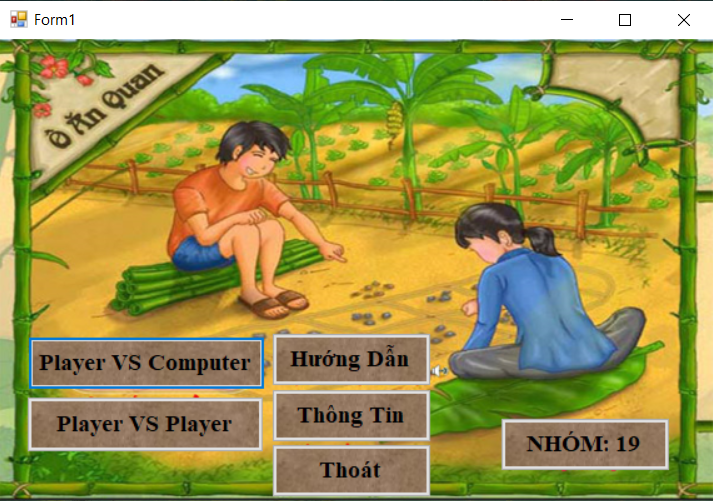 Form1
Ô Ăn Quan
Player VS Computer
Hướng Dẫn
Player VS Player
Thông Tin
NHÓM: 19
Thoát